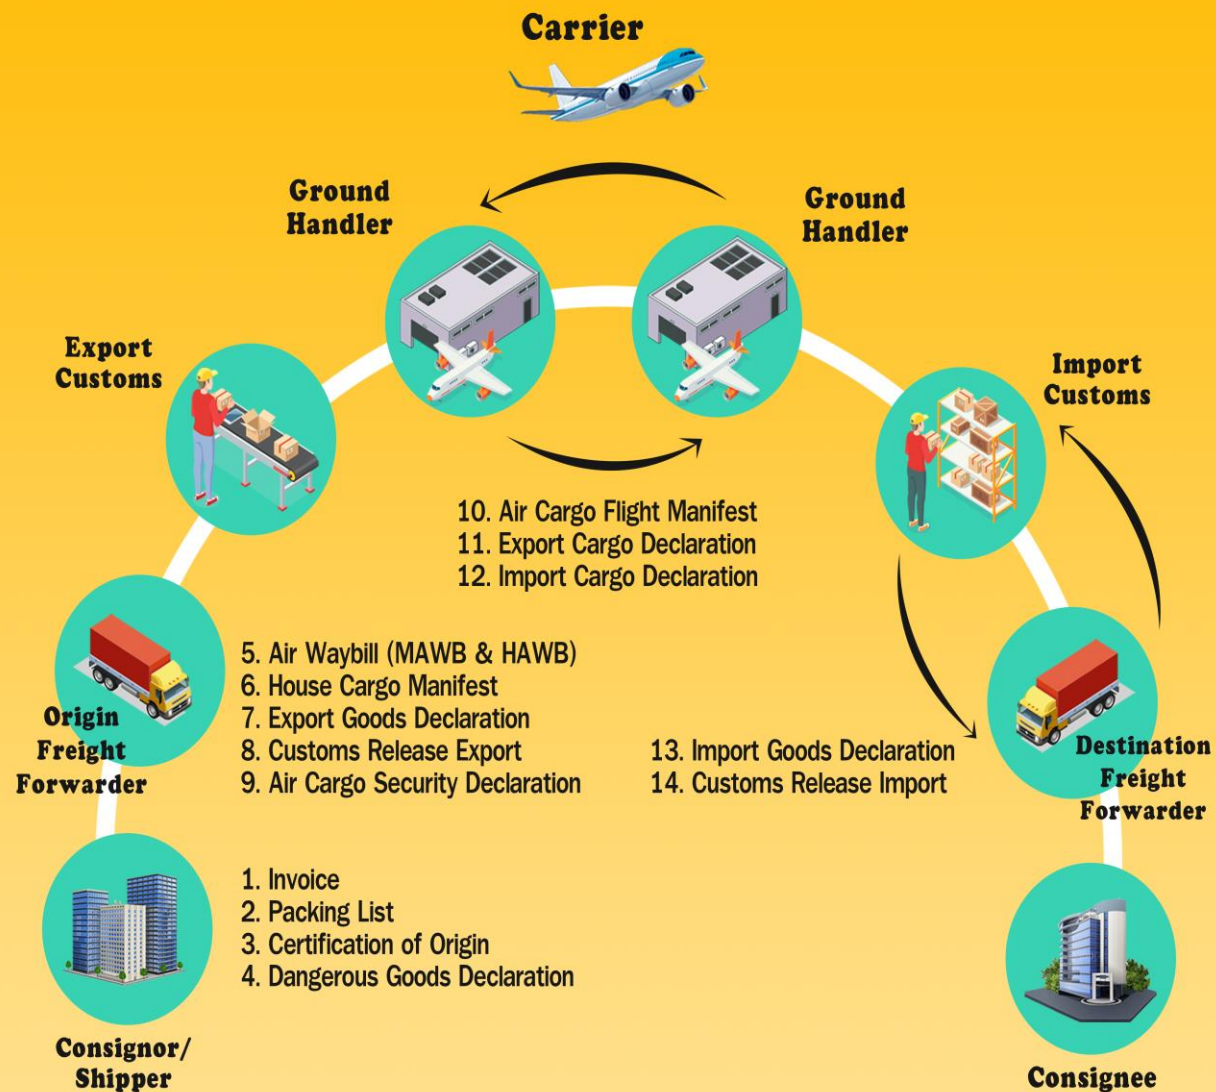 Carrier
Ground
Handler
Ground
Handler
Export
Customs
Import
Customs
10. Air Cargo Flight Manifest
11. Export Cargo Declaration
12. Import Cargo Declaration
Origin
Freight
Forwarder
5. Air Waybill (MAWB & HAWB)
6. House Cargo Manifest
7. Export Goods Declaration
8. Customs Release Export
9. Air Cargo Security Declaration
13. Import Goods Declaration
14. Customs Release Import
Destination
Freight
Forwarder
1. Invoice
2. Packing List
3. Certification of Origin
4. Dangerous Goods Declaration
Consignor/
Shipper
Consignee